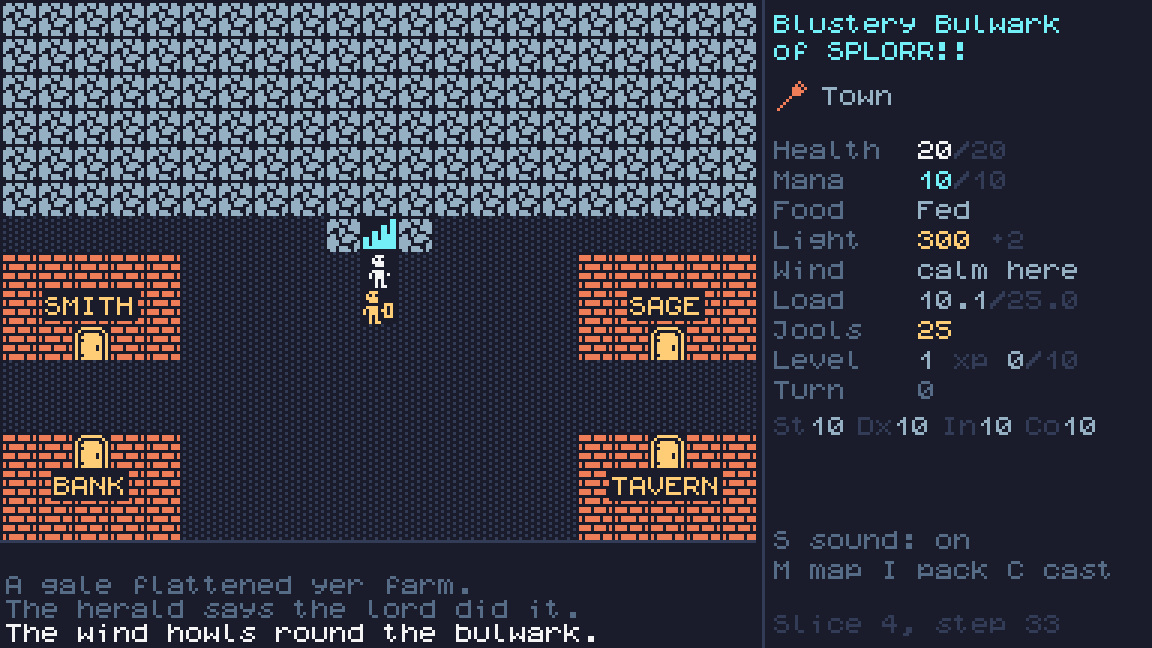 Blustery Bulwark
of SPLORR!!
Town
Health 20/20
Mana 10/10
Food Fed
Light 300 +2
Wind calm here
Load 10.1/25.0
Jools 25
Level 1 xp 0/10
Turn 0
St10 Dx10 In10 Co10
S sound: on
M map I pack C cast
Slice 4, step 33
SMITH
SAGE
BANK
TAVERN
A gale flattened yer farm.
The herald says the lord did it.
The wind howls round the bulwark.